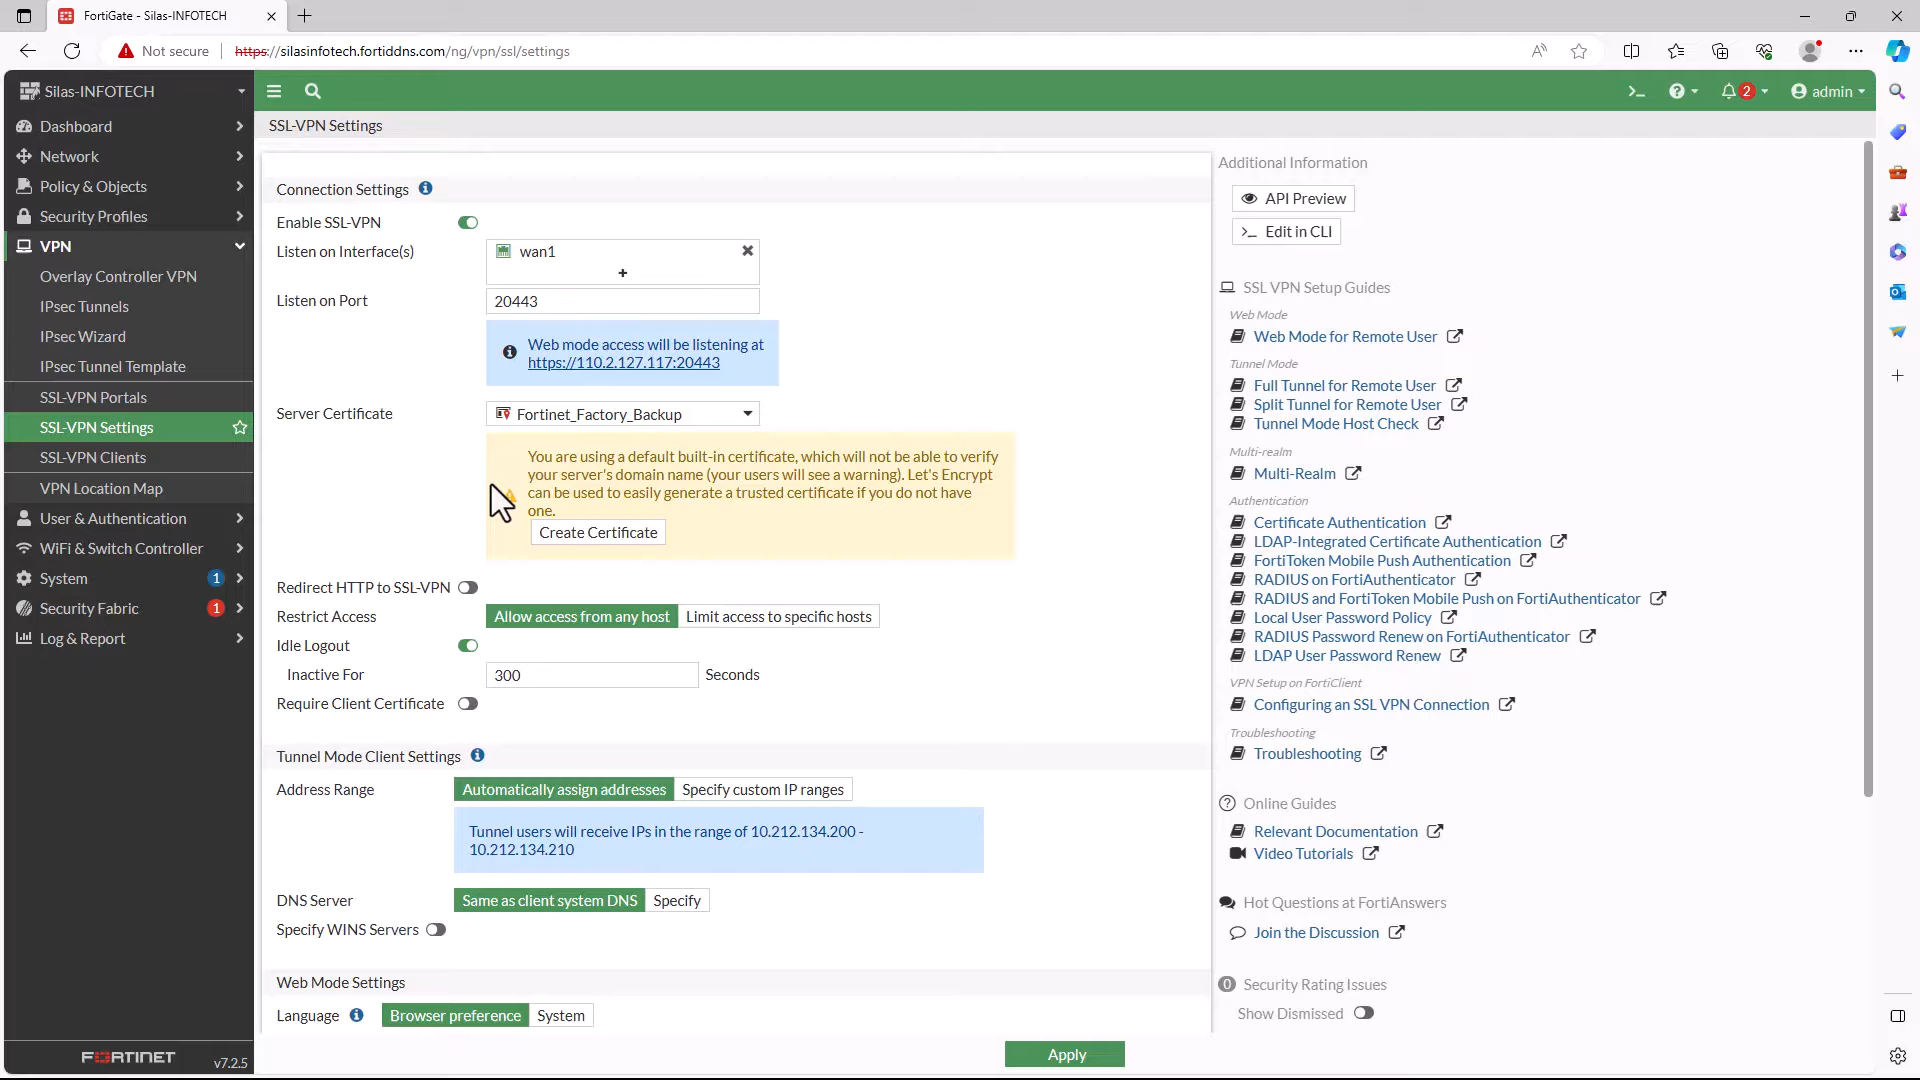 FortiGate - Silas-INFOTECH
Not secure
https://silasinfotech.fortiddns.com/ng/vpn/ssl/settings
Silas-INFOTECH
2
admin
Dashboard
Network
Policy & Objects
Security Profiles
VPN
Overlay Controller VPN
IPsec Tunnels
IPsec Wizard
IPsec Tunnel Template
SSL-VPN Portals
SSL-VPN Settings
SSL-VPN Clients
VPN Location Map
User & Authentication
WiFi & Switch Controller
System 1
Security Fabric 1
Log & Report
FORTINET v7.2.5
SSL-VPN Settings
Connection Settings
Enable SSL-VPN
Listen on Interface(s) wan1
+
Listen on Port 20443
Web mode access will be listening at
https://110.2.127.117:20443
Server Certificate Fortinet_Factory_Backup
You are using a default built-in certificate, which will not be able to verify
your server's domain name (your users will see a warning). Let's Encrypt
can be used to easily generate a trusted certificate if you do not have
one.
Create Certificate
Redirect HTTP to SSL-VPN
Restrict Access Allow access from any host Limit access to specific hosts
Idle Logout
Inactive For 300 Seconds
Require Client Certificate
Tunnel Mode Client Settings
Address Range Automatically assign addresses Specify custom IP ranges
Tunnel users will receive IPs in the range of 10.212.134.200 -
10.212.134.210
DNS Server Same as client system DNS Specify
Specify WINS Servers
Web Mode Settings
Language Browser preference System
Apply
Additional Information
API Preview
>_ Edit in CLI
SSL VPN Setup Guides
Web Mode
Web Mode for Remote User
Tunnel Mode
Full Tunnel for Remote User
Split Tunnel for Remote User
Tunnel Mode Host Check
Multi-realm
Multi-Realm
Authentication
Certificate Authentication
LDAP-Integrated Certificate Authentication
FortiToken Mobile Push Authentication
RADIUS on FortiAuthenticator
RADIUS and FortiToken Mobile Push on FortiAuthenticator
Local User Password Policy
RADIUS Password Renew on FortiAuthenticator
LDAP User Password Renew
VPN Setup on FortiClient
Configuring an SSL VPN Connection
Troubleshooting
Troubleshooting
Online Guides
Relevant Documentation
Video Tutorials
Hot Questions at FortiAnswers
Join the Discussion
0 Security Rating Issues
Show Dismissed